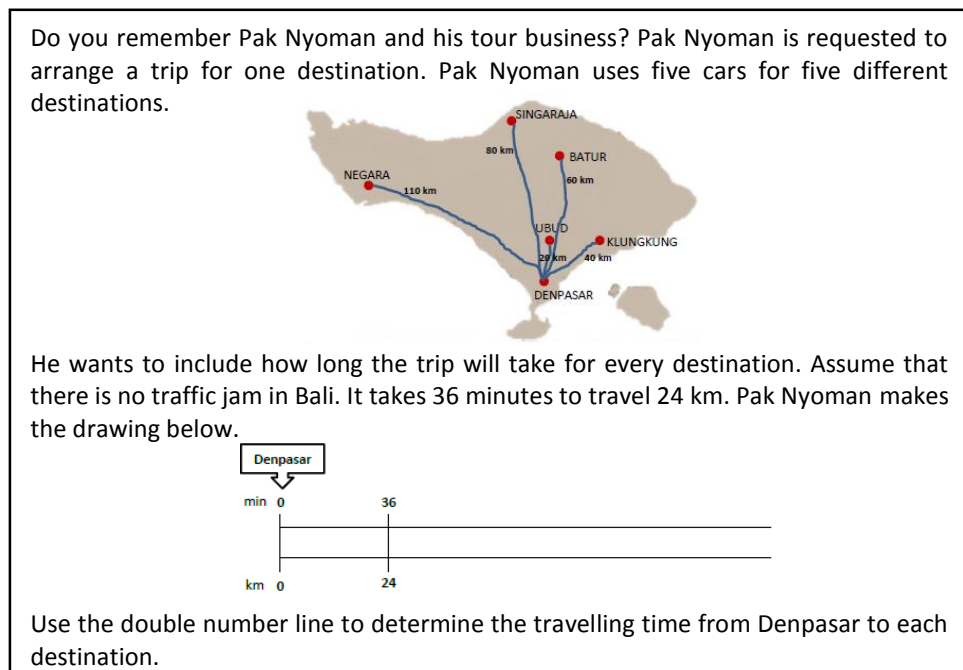 Do you remember Pak Nyoman and his tour business? Pak Nyoman is requested to
arrange a trip for one destination. Pak Nyoman uses five cars for five different
destinations.
SINGARAJA
80 km
BATUR
NEGARA
60 km
110 km
UBUD
KLUNGKUNG
20 km
40 km
DENPASAR
He wants to include how long the trip will take for every destination. Assume that
there is no traffic jam in Bali. It takes 36 minutes to travel 24 km. Pak Nyoman makes
the drawing below.
Denpasar
min 0 36
km 0 24
Use the double number line to determine the travelling time from Denpasar to each
destination.